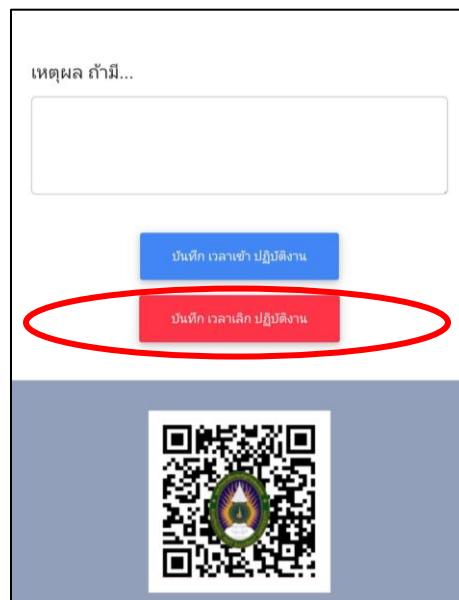 เหตุผล ถ้ามี...
บันทึก เวลาเข้า ปฏิบัติงาน
บันทึก เวลาเลิก ปฏิบัติงาน